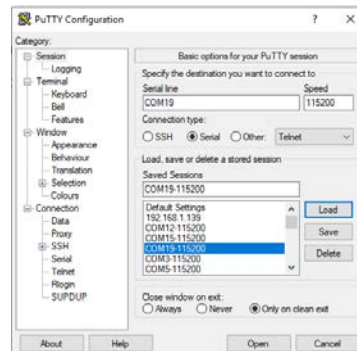 PuTTY Configuration
? ×
Category:
Session
Logging
Terminal
Keyboard
Bell
Features
Window
Appearance
Behaviour
Translation
Selection
Colours
Connection
Data
Proxy
SSH
Serial
Telnet
Rlogin
SUPDUP
Basic options for your PuTTY session
Specify the destination you want to connect to
Serial line Speed
COM19 115200
Connection type:
SSH Serial Other: Telnet
Load, save or delete a stored session
Saved Sessions
COM19-115200
Default Settings
192.168.1.139
COM12-115200
COM15-115200
COM19-115200
COM3-115200
COM5-115200
Load
Save
Delete
Close window on exit:
Always Never Only on clean exit
About Help Open Cancel